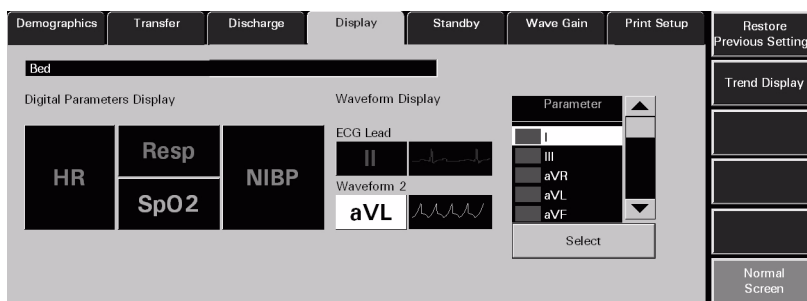 Demographics
Transfer
Discharge
Display
Standby
Wave Gain
Print Setup
Restore
Previous Setting
Bed
Trend Display
Digital Parameters Display
Waveform Display
Parameter
ECG Lead
II
I
III
aVR
aVL
aVF
HR
Resp
SpO2
NIBP
Waveform 2
aVL
Select
Normal
Screen